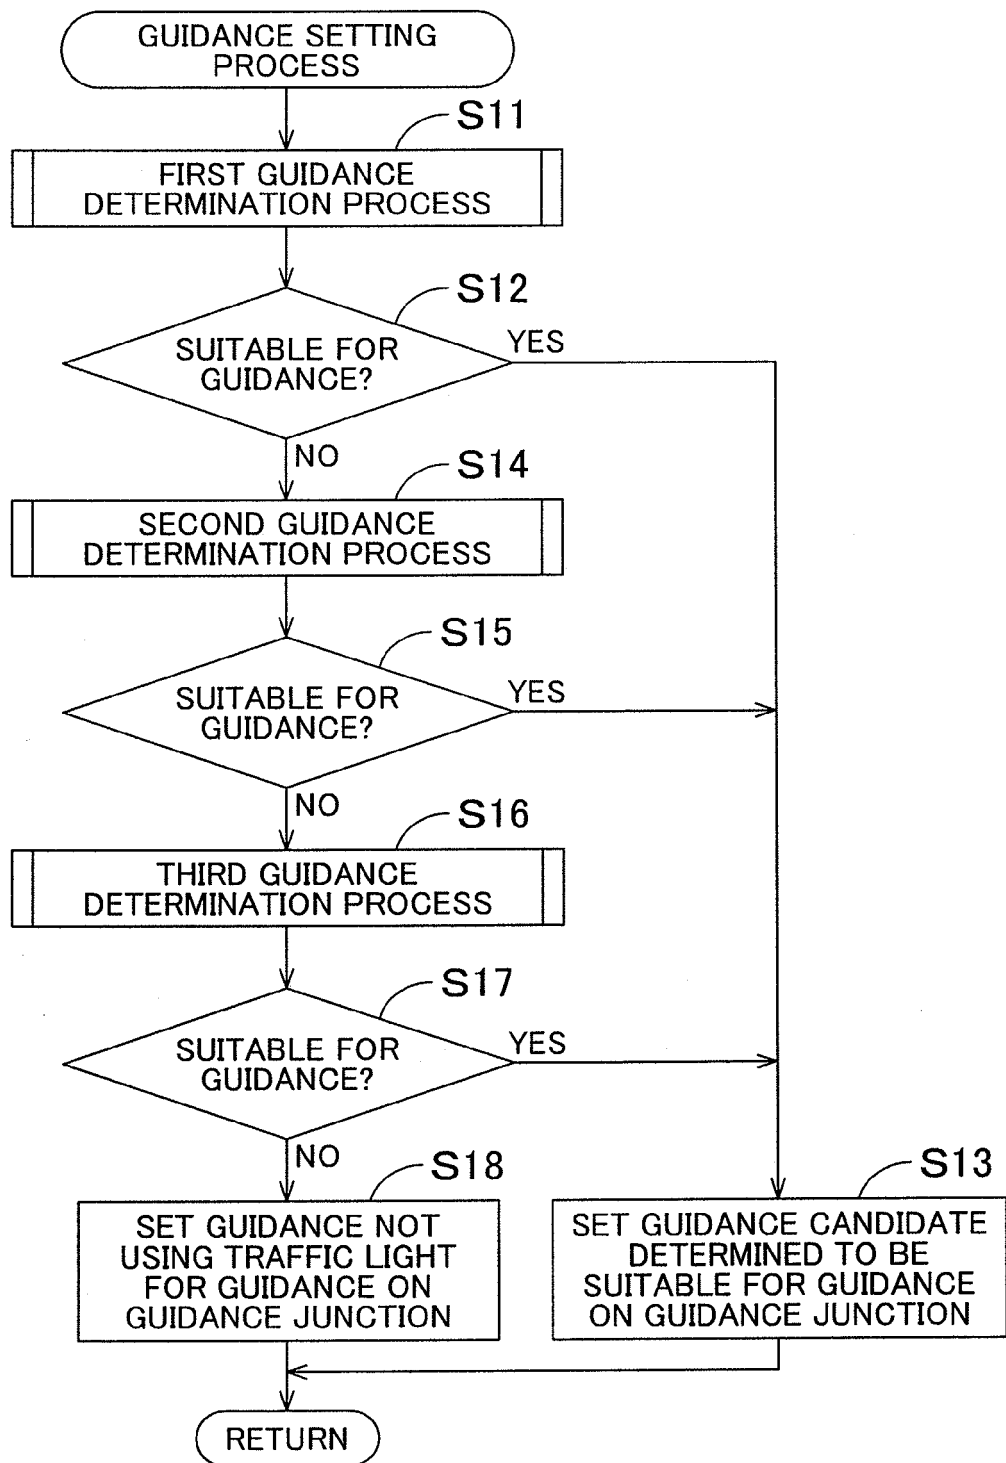 GUIDANCE SETTING
PROCESS
S11
FIRST GUIDANCE
DETERMINATION PROCESS
S12
SUITABLE FOR
GUIDANCE?
YES
NO
S14
SECOND GUIDANCE
DETERMINATION PROCESS
S15
SUITABLE FOR
GUIDANCE?
YES
NO
S16
THIRD GUIDANCE
DETERMINATION PROCESS
S17
SUITABLE FOR
GUIDANCE?
YES
NO
S18
SET GUIDANCE NOT
USING TRAFFIC LIGHT
FOR GUIDANCE ON
GUIDANCE JUNCTION
S13
SET GUIDANCE CANDIDATE
DETERMINED TO BE
SUITABLE FOR GUIDANCE
ON GUIDANCE JUNCTION
RETURN